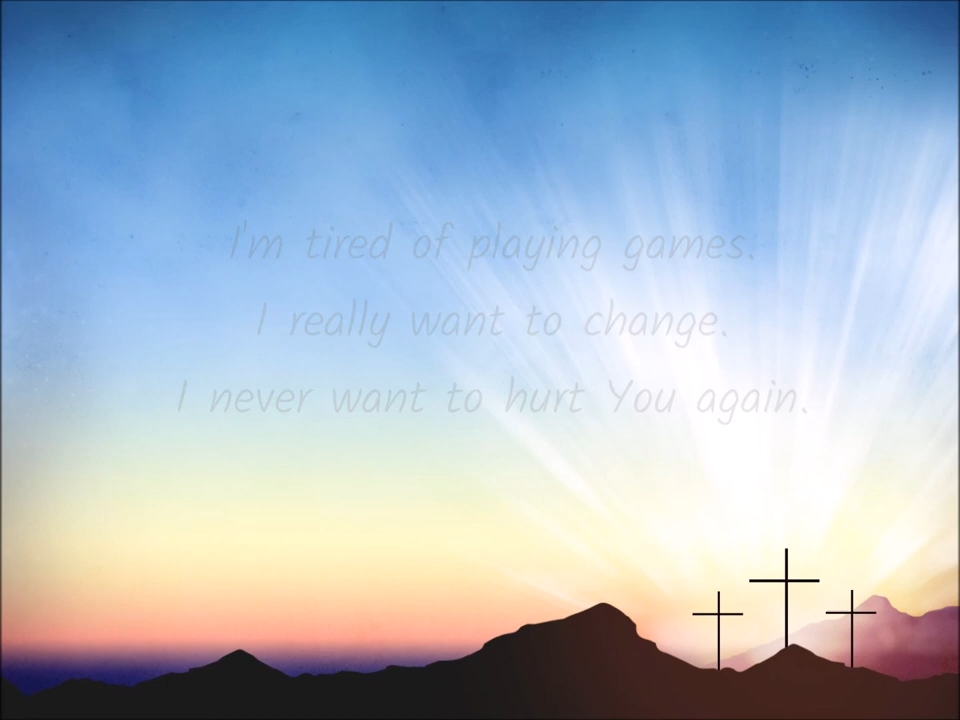 I'm tired of playing games.
I really want to change.
I never want to hurt You again.